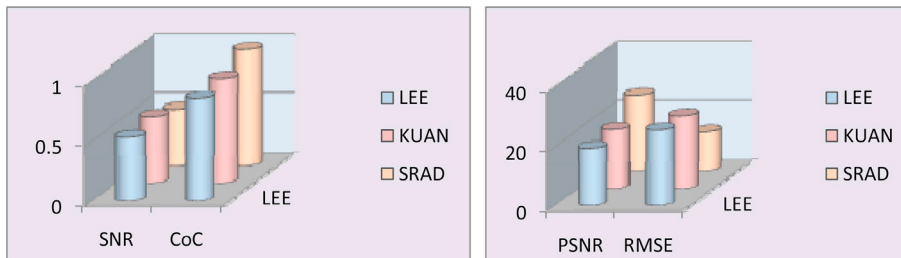 1
0.5
0
SNR CoC
LEE
LEE
KUAN
SRAD
40
20
0
PSNR RMSE
LEE
LEE
KUAN
SRAD